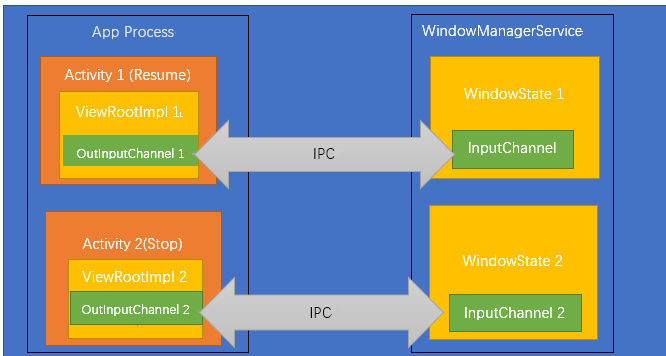 App Process
WindowManagerService
Activity 1 (Resume)
ViewRootImpl 1
OutInputChannel 1
IPC
WindowState 1
InputChannel
Activity 2(Stop)
ViewRootImpl 2
OutInputChannel 2
IPC
WindowState 2
InputChannel 2